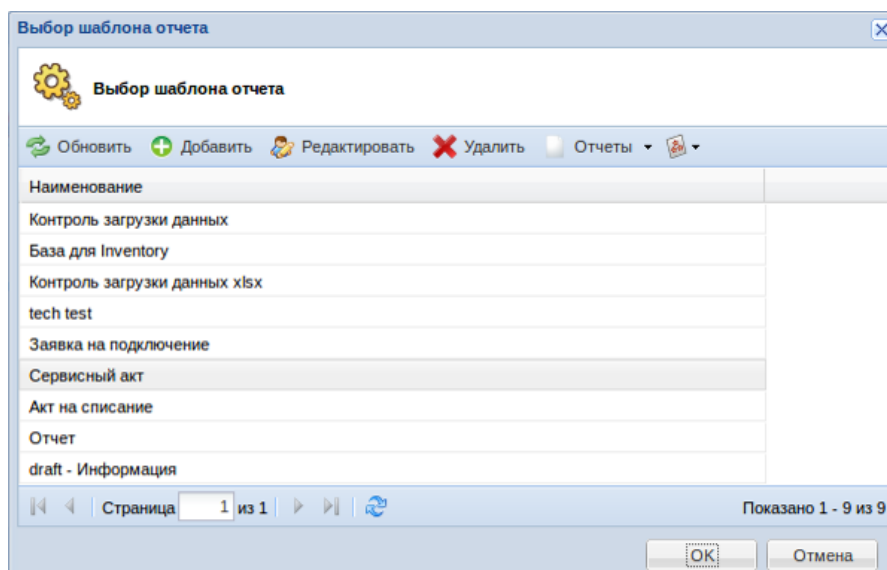 Выбор шаблона отчета
Выбор шаблона отчета
Обновить Добавить Редактировать Удалить Отчеты
Наименование
Контроль загрузки данных
База для Inventory
Контроль загрузки данных xlsx
tech test
Заявка на подключение
Сервисный акт
Акт на списание
Отчет
draft - Информация
Страница 1 из 1 Показано 1 - 9 из 9
OK Отмена